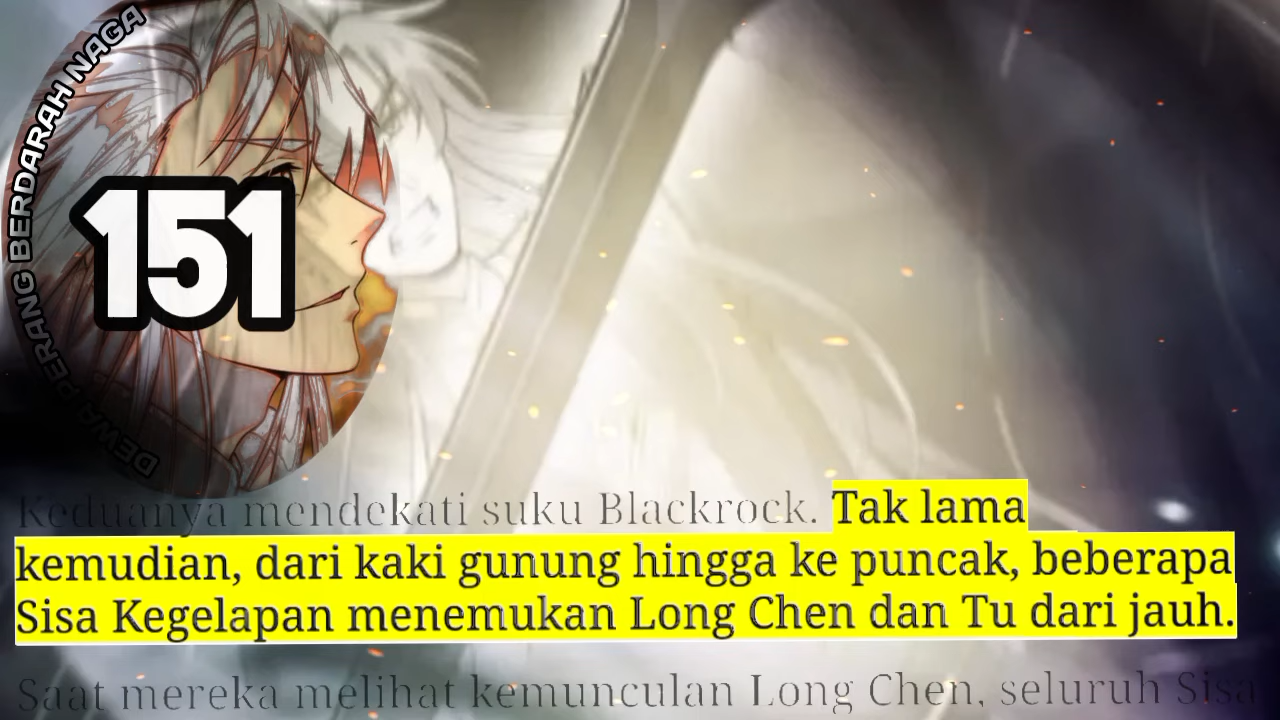 DEWA PERANG BERDARAH NAGA
151
Keduanya mendekati suku Blackrock. Tak lama
kemudian, dari kaki gunung hingga ke puncak, beberapa
Sisa Kegelapan menemukan Long Chen dan Tu dari jauh.
Saat mereka melihat kemunculan Long Chen, seluruh Sisa